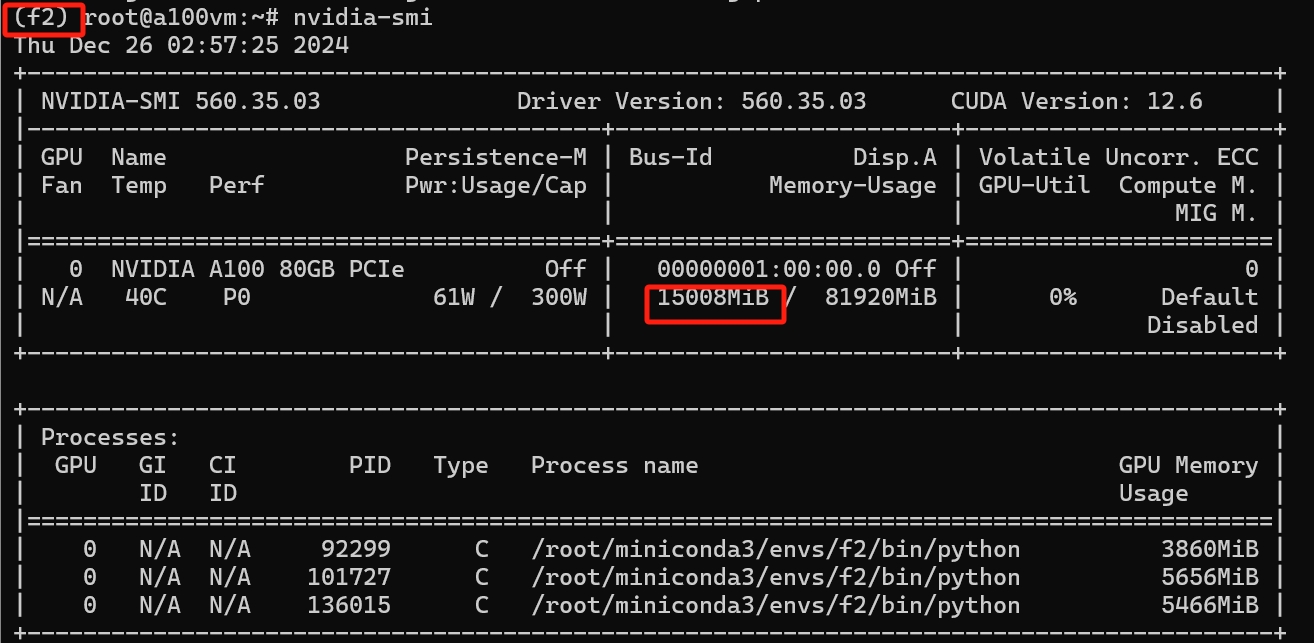 (f2) root@a100vm:~# nvidia-smi
Thu Dec 26 02:57:25 2024
+-----------------------------------------------------------------------------------------+
| NVIDIA-SMI 560.35.03              Driver Version: 560.35.03      CUDA Version: 12.6     |
|-----------------------------------------+------------------------+----------------------+
| GPU  Name                 Persistence-M | Bus-Id          Disp.A | Volatile Uncorr. ECC |
| Fan  Temp   Perf          Pwr:Usage/Cap |           Memory-Usage | GPU-Util  Compute M. |
|                                         |                        |               MIG M. |
|=========================================+========================+======================|
|   0  NVIDIA A100 80GB PCIe          Off |   00000001:00:00.0 Off |                    0 |
| N/A   40C    P0             61W /  300W |   15008MiB /  81920MiB |      0%      Default |
|                                         |                        |             Disabled |
+-----------------------------------------+------------------------+----------------------+
+-----------------------------------------------------------------------------------------+
| Processes:                                                                              |
|  GPU   GI   CI        PID   Type   Process name                              GPU Memory |
|        ID   ID                                                               Usage      |
|=========================================================================================|
|    0   N/A  N/A     92299      C   /root/miniconda3/envs/f2/bin/python          3860MiB |
|    0   N/A  N/A    101727      C   /root/miniconda3/envs/f2/bin/python          5656MiB |
|    0   N/A  N/A    136015      C   /root/miniconda3/envs/f2/bin/python          5466MiB |
+-----------------------------------------------------------------------------------------+